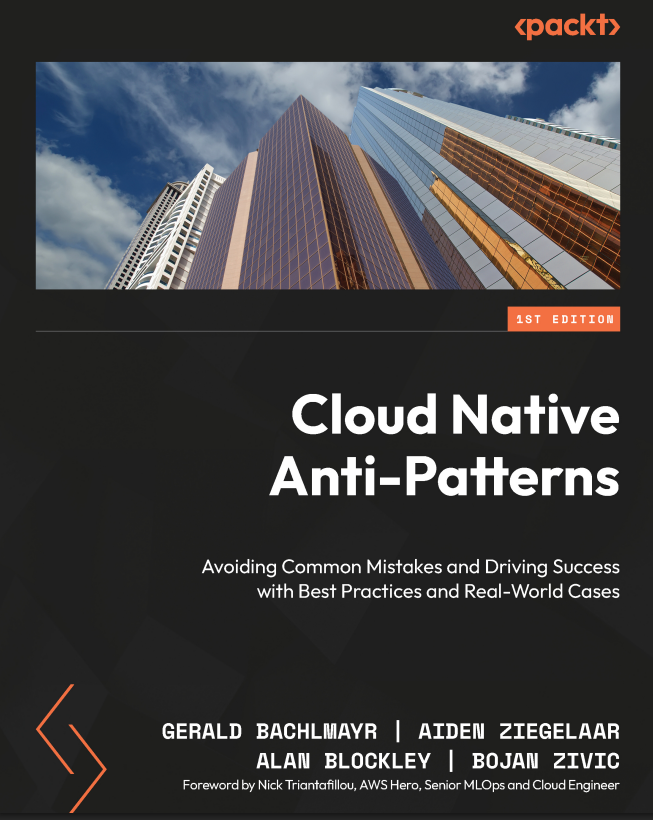 <packt>
1ST EDITION
Cloud Native
Anti-Patterns
Avoiding Common Mistakes and Driving Success
with Best Practices and Real-World Cases
GERALD BACHLMAYR | AIDEN ZIEGELAAR
ALAN BLOCKLEY | BOJAN ZIVIC
Foreword by Nick Triantafillou, AWS Hero, Senior MLOps and Cloud Engineer